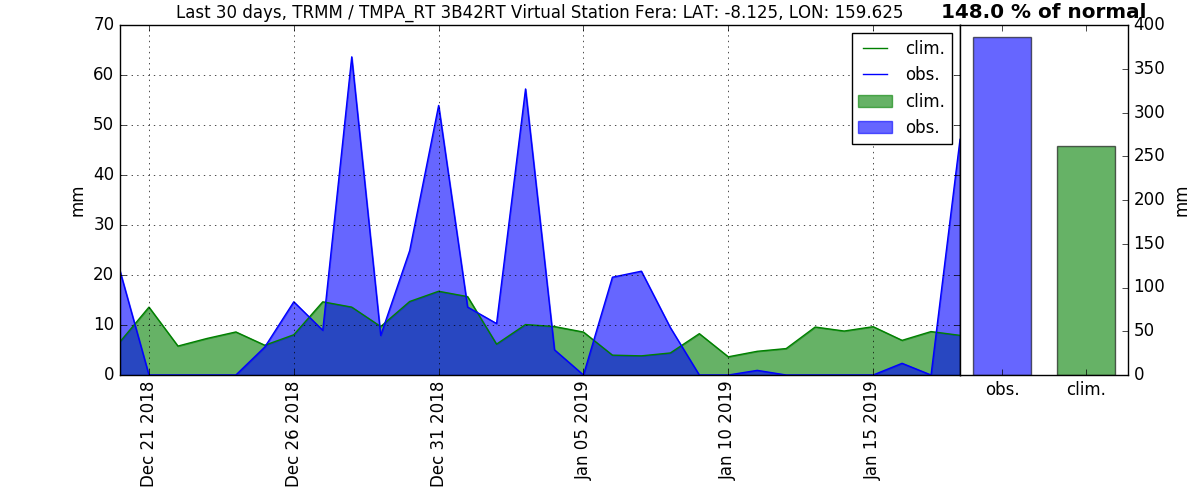 Last 30 days, TRMM / TMPA_RT 3B42RT Virtual Station Fera: LAT: -8.125, LON: 159.625
148.0 % of normal
70
60
50
40
30
20
10
0
mm
clim.
obs.
clim.
obs.
400
350
300
250
200
150
100
50
0
mm
obs.
clim.
Dec 21 2018
Dec 26 2018
Dec 31 2018
Jan 05 2019
Jan 10 2019
Jan 15 2019